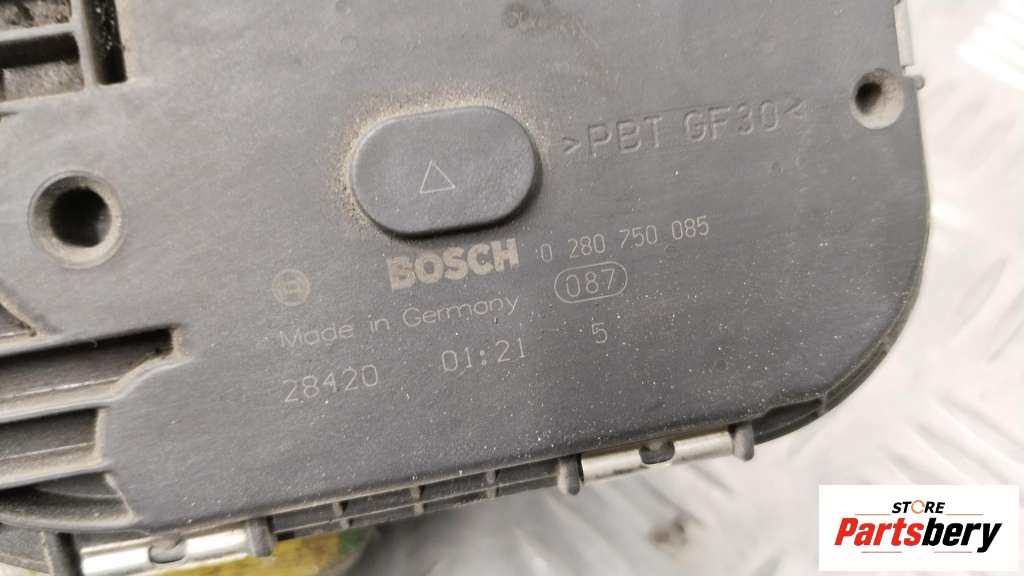 >PBT GF30<
BOSCH 0 280 750 085
087
Made in Germany
28420 01:21 5
STORE
Partsbery